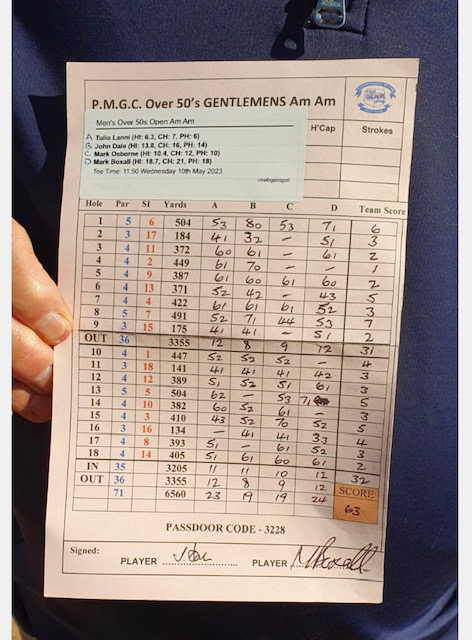 P.M.G.C. Over 50's GENTLEMENS Am Am
Men's Over 50s Open Am Am
A Tulio Lanni (HI: 6.3, CH: 7, PH: 6)
B John Dale (HI: 13.8, CH: 16, PH: 14)
C Mark Osborne (HI: 10.4, CH: 12, PH: 10)
D Mark Boxall (HI: 18.7, CH: 21, PH: 18)
Tee Time: 11:50 Wednesday 10th May 2023
H'Cap Strokes
Hole Par SI Yards A B C D Team Score
1 5 6 504 53 80 53 71 6
2 3 17 184 41 32 – 51 3
3 4 11 372 60 61 – 61 2
4 4 2 449 61 70 – – 1
5 4 9 387 61 60 61 60 2
6 4 13 371 52 42 – 43 5
7 4 4 422 61 61 61 52 3
8 5 7 491 52 71 44 53 7
9 3 15 175 41 41 – 51 2
OUT 36 3355 12 8 9 12 31
10 4 1 447 52 52 52 – 4
11 3 18 141 41 41 41 42 3
12 4 12 389 51 52 51 61 3
13 5 5 504 62 – 53 71 5
14 4 10 382 60 52 61 – 3
15 4 3 410 43 52 70 52 5
16 3 16 134 – 41 41 33 4
17 4 8 393 51 – 61 52 3
18 4 14 405 51 61 60 61 2
IN 35 3205 11 11 10 12 32
OUT 36 3355 12 8 9 12 SCORE
71 6560 23 19 19 24 63
PASSDOOR CODE - 3228
Signed:
PLAYER PLAYER